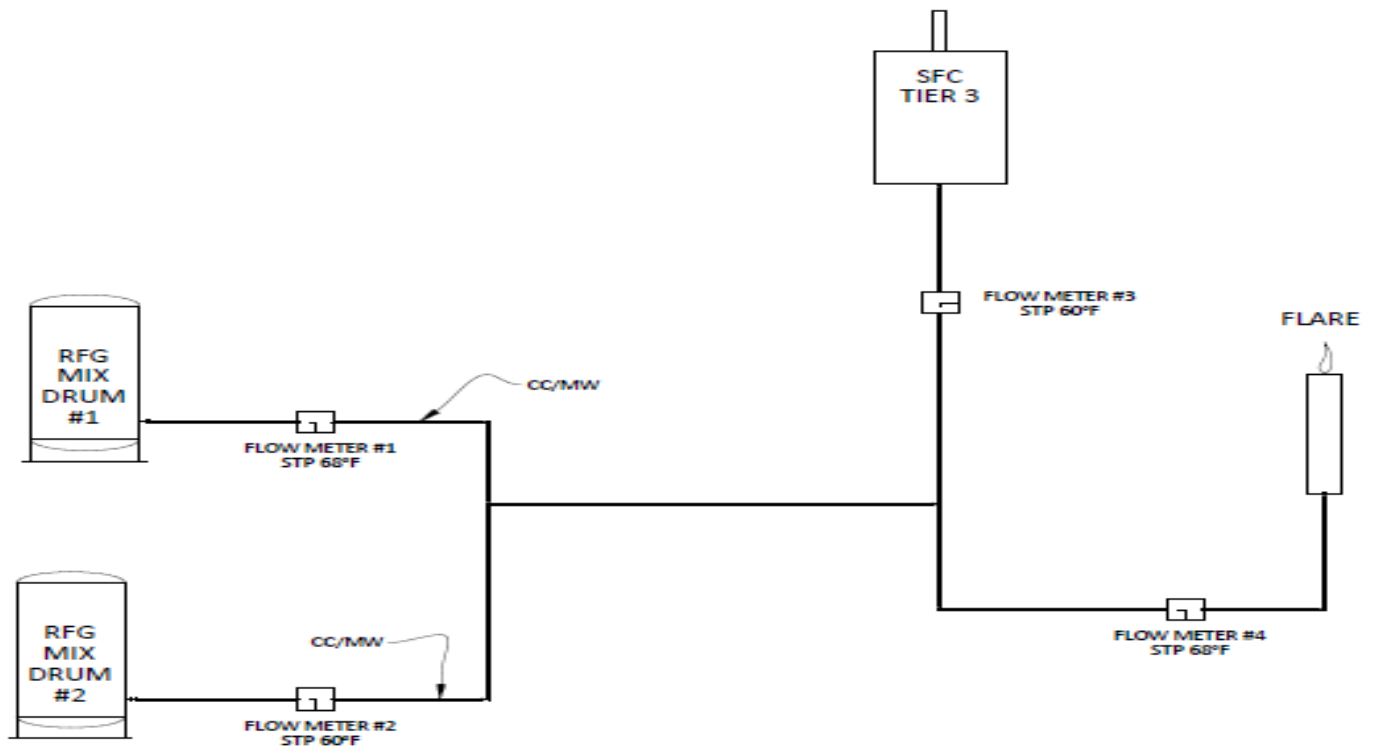 SFC
TIER 3
FLOW METER #3
STP 60°F
FLARE
RFG
MIX
DRUM
#1
CC/MW
FLOW METER #1
STP 68°F
RFG
MIX
DRUM
#2
CC/MW
FLOW METER #2
STP 60°F
FLOW METER #4
STP 68°F